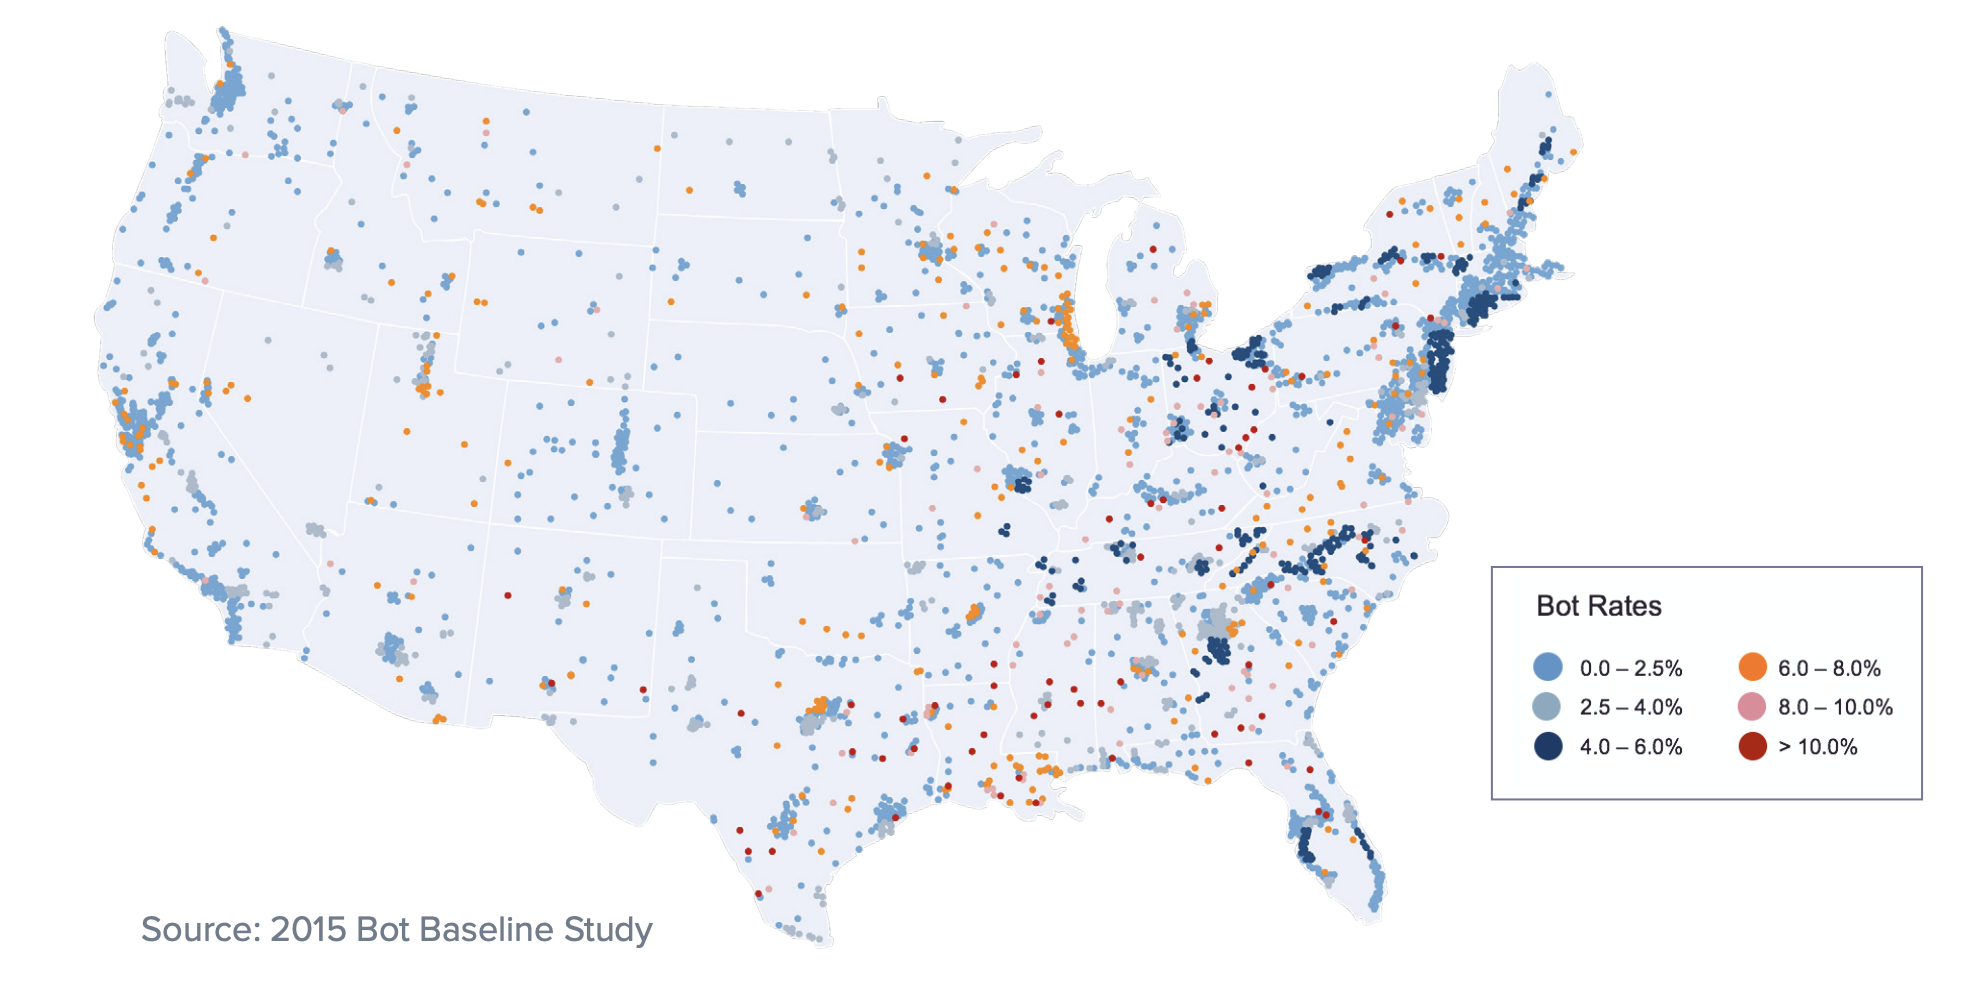 Bot Rates
0.0 – 2.5%
6.0 – 8.0%
2.5 – 4.0%
8.0 – 10.0%
4.0 – 6.0%
> 10.0%
Source: 2015 Bot Baseline Study